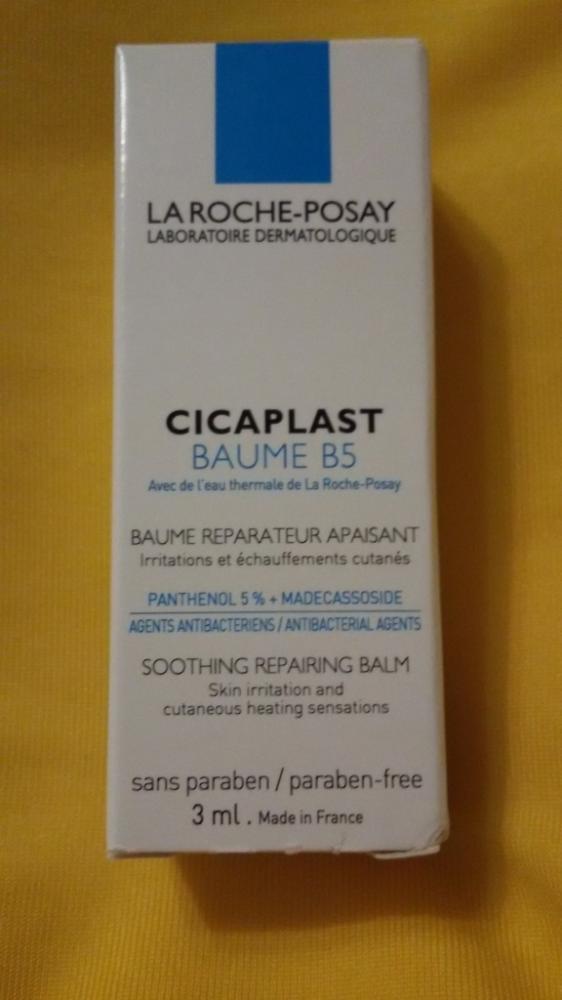 LA ROCHE-POSAY
LABORATOIRE DERMATOLOGIQUE
CICAPLAST
BAUME B5
Avec de l'eau thermale de La Roche-Posay
BAUME REPARATEUR APAISANT
Irritations et échauffements cutanés
PANTHENOL 5 % + MADECASSOSIDE
AGENTS ANTIBACTERIENS / ANTIBACTERIAL AGENTS
SOOTHING REPAIRING BALM
Skin irritation and
cutaneous heating sensations
sans paraben / paraben-free
3 ml . Made in France